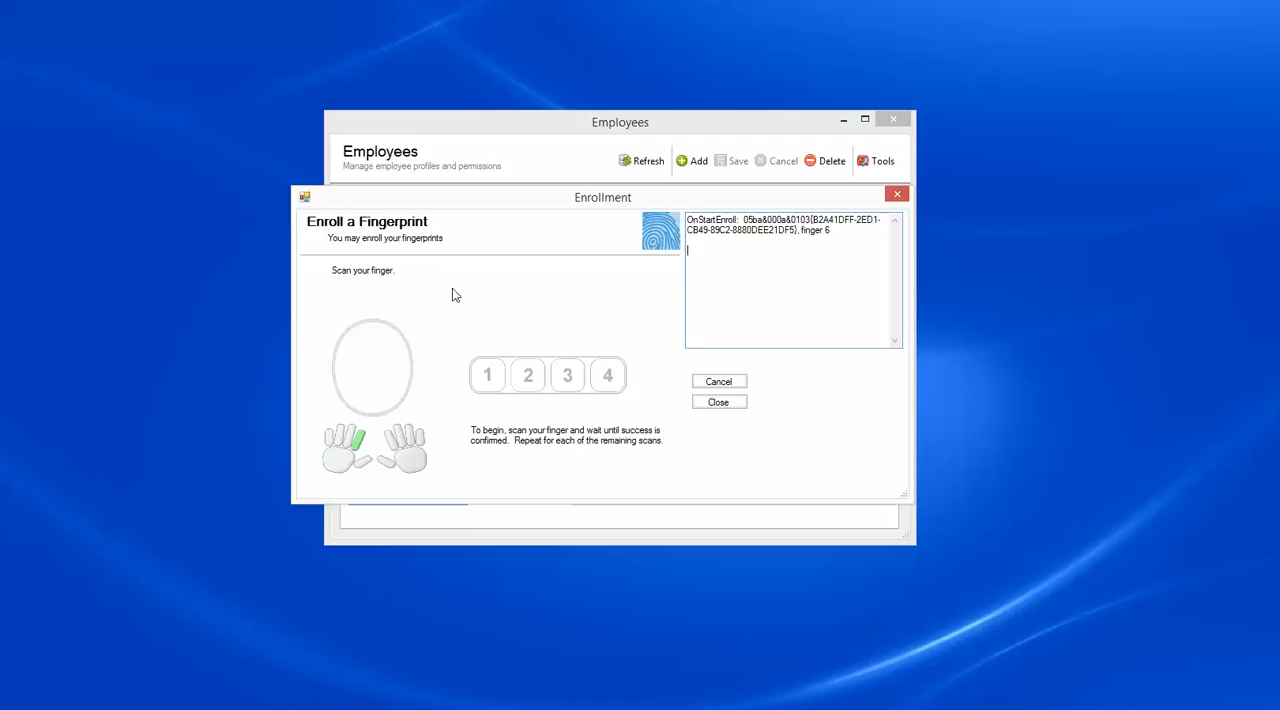 Employees
Employees
Manage employee profiles and permissions
Refresh
Add
Save
Cancel
Delete
Tools
Enrollment
Enroll a Fingerprint
You may enroll your fingerprints
OnStartEnroll: 05ba&000a&0103{B2A41DFF-2ED1-
CB49-89C2-8880DEE21DF5}, finger 6
Scan your finger.
1 2 3 4
Cancel
Close
To begin, scan your finger and wait until success is
confirmed. Repeat for each of the remaining scans.